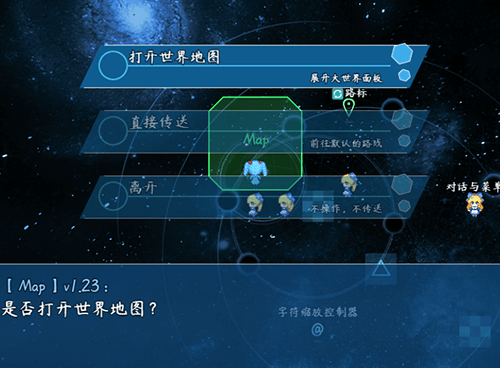 打开世界地图
展开大世界面板
路标
直接传送
Map
前往默认的路线
离开
对话与菜单
不操作，不传送
【 Map 】v1.23：
是否打开世界地图？
字符缩放控制器
@